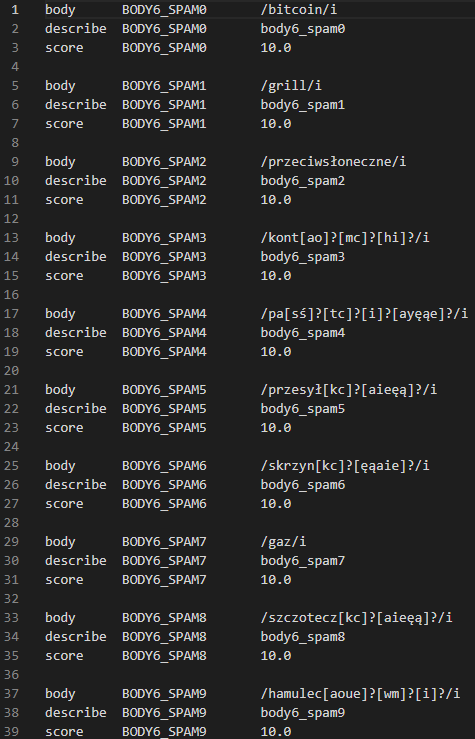 1 body BODY6_SPAM0 /bitcoin/i
2 describe BODY6_SPAM0 body6_spam0
3 score BODY6_SPAM0 10.0
4
5 body BODY6_SPAM1 /grill/i
6 describe BODY6_SPAM1 body6_spam1
7 score BODY6_SPAM1 10.0
8
9 body BODY6_SPAM2 /przeciwsłoneczne/i
10 describe BODY6_SPAM2 body6_spam2
11 score BODY6_SPAM2 10.0
12
13 body BODY6_SPAM3 /kont[ao]?[mc]?[hi]?/i
14 describe BODY6_SPAM3 body6_spam3
15 score BODY6_SPAM3 10.0
16
17 body BODY6_SPAM4 /pa[sś]?[tc]?[i]?[ayęąe]?/i
18 describe BODY6_SPAM4 body6_spam4
19 score BODY6_SPAM4 10.0
20
21 body BODY6_SPAM5 /przesył[kc]?[aieęą]?/i
22 describe BODY6_SPAM5 body6_spam5
23 score BODY6_SPAM5 10.0
24
25 body BODY6_SPAM6 /skrzyn[kc]?[ęąaie]?/i
26 describe BODY6_SPAM6 body6_spam6
27 score BODY6_SPAM6 10.0
28
29 body BODY6_SPAM7 /gaz/i
30 describe BODY6_SPAM7 body6_spam7
31 score BODY6_SPAM7 10.0
32
33 body BODY6_SPAM8 /szczotecz[kc]?[aieęą]?/i
34 describe BODY6_SPAM8 body6_spam8
35 score BODY6_SPAM8 10.0
36
37 body BODY6_SPAM9 /hamulec[aoue]?[wm]?[i]?/i
38 describe BODY6_SPAM9 body6_spam9
39 score BODY6_SPAM9 10.0